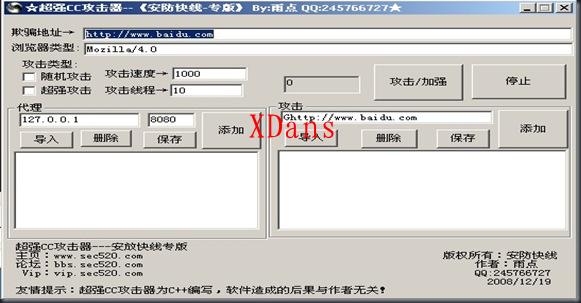 ☆超强CC攻击器--《安防快线-专版》 By:雨点 QQ:245766727★
欺骗地址→ http://www.baidu.com
浏览器类型: Mozilla/4.0
攻击类型:
随机攻击 攻击速度→ 1000
超强攻击 攻击线程→ 10
0
攻击/加强
停止
代理
127.0.0.1 8080
导入 删除 保存
添加
攻击
Ghttp://www.baidu.com
导入 删除 保存
添加
XDans
超强CC攻击器---安放快线专版
主页：www.sec520.com
论坛：bbs.sec520.com
Vip：vip.sec520.com
版权所有：安防快线
作者：雨点
QQ:245766727
2008/12/19
友情提示：超强CC攻击器为C++编写，软件造成的后果与作者无关！